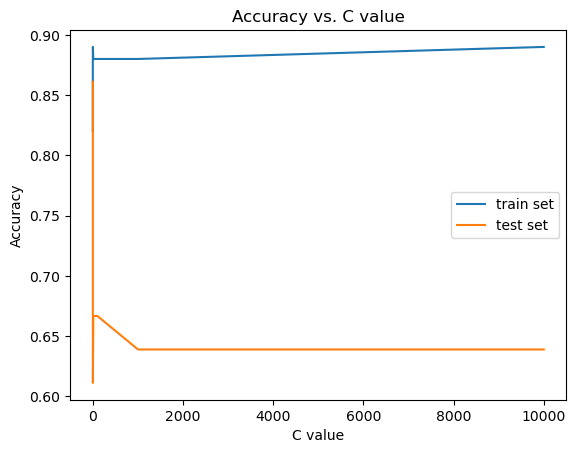 Accuracy vs. C value
0.90
0.85
0.80
0.75
0.70
0.65
0.60
Accuracy
train set
test set
0
2000
4000
6000
8000
10000
C value